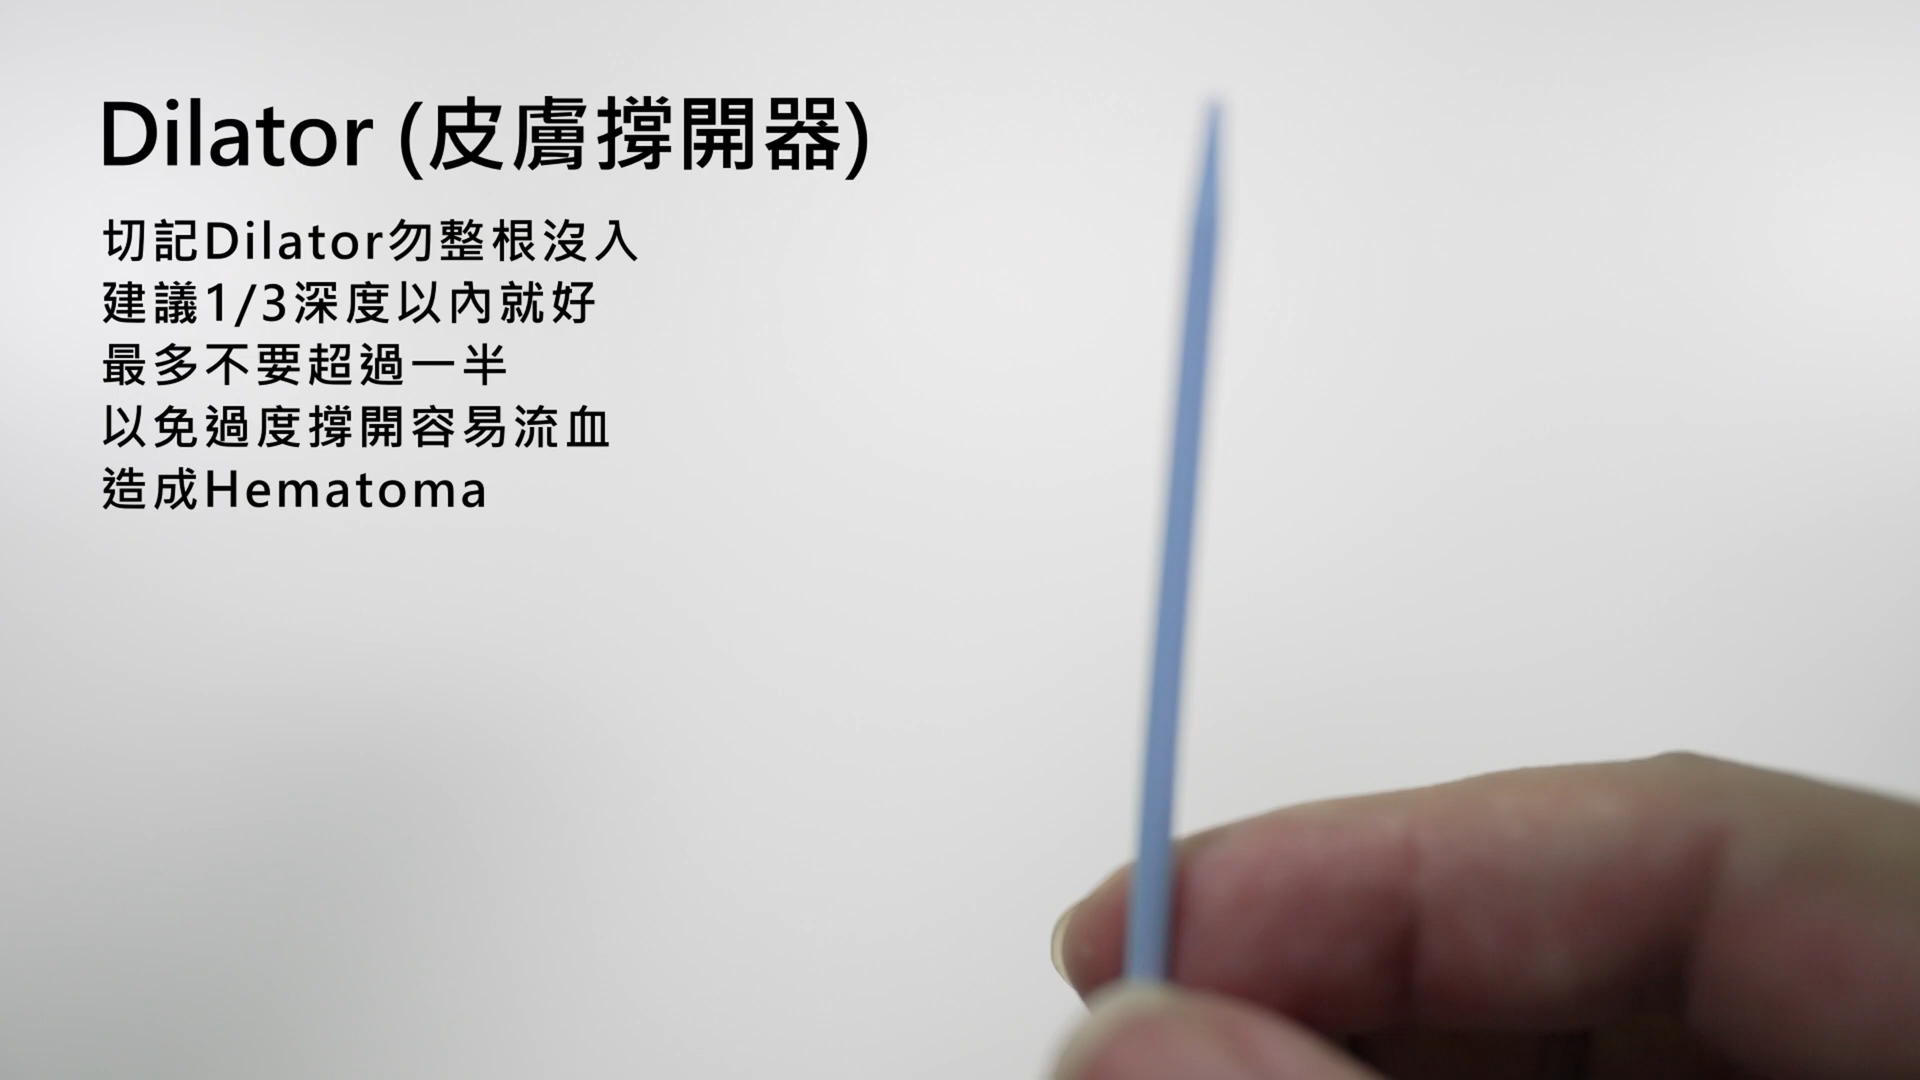 Dilator (皮膚撐開器)
切記Dilator勿整根沒入
建議1/3深度以內就好
最多不要超過一半
以免過度撐開容易流血
造成Hematoma